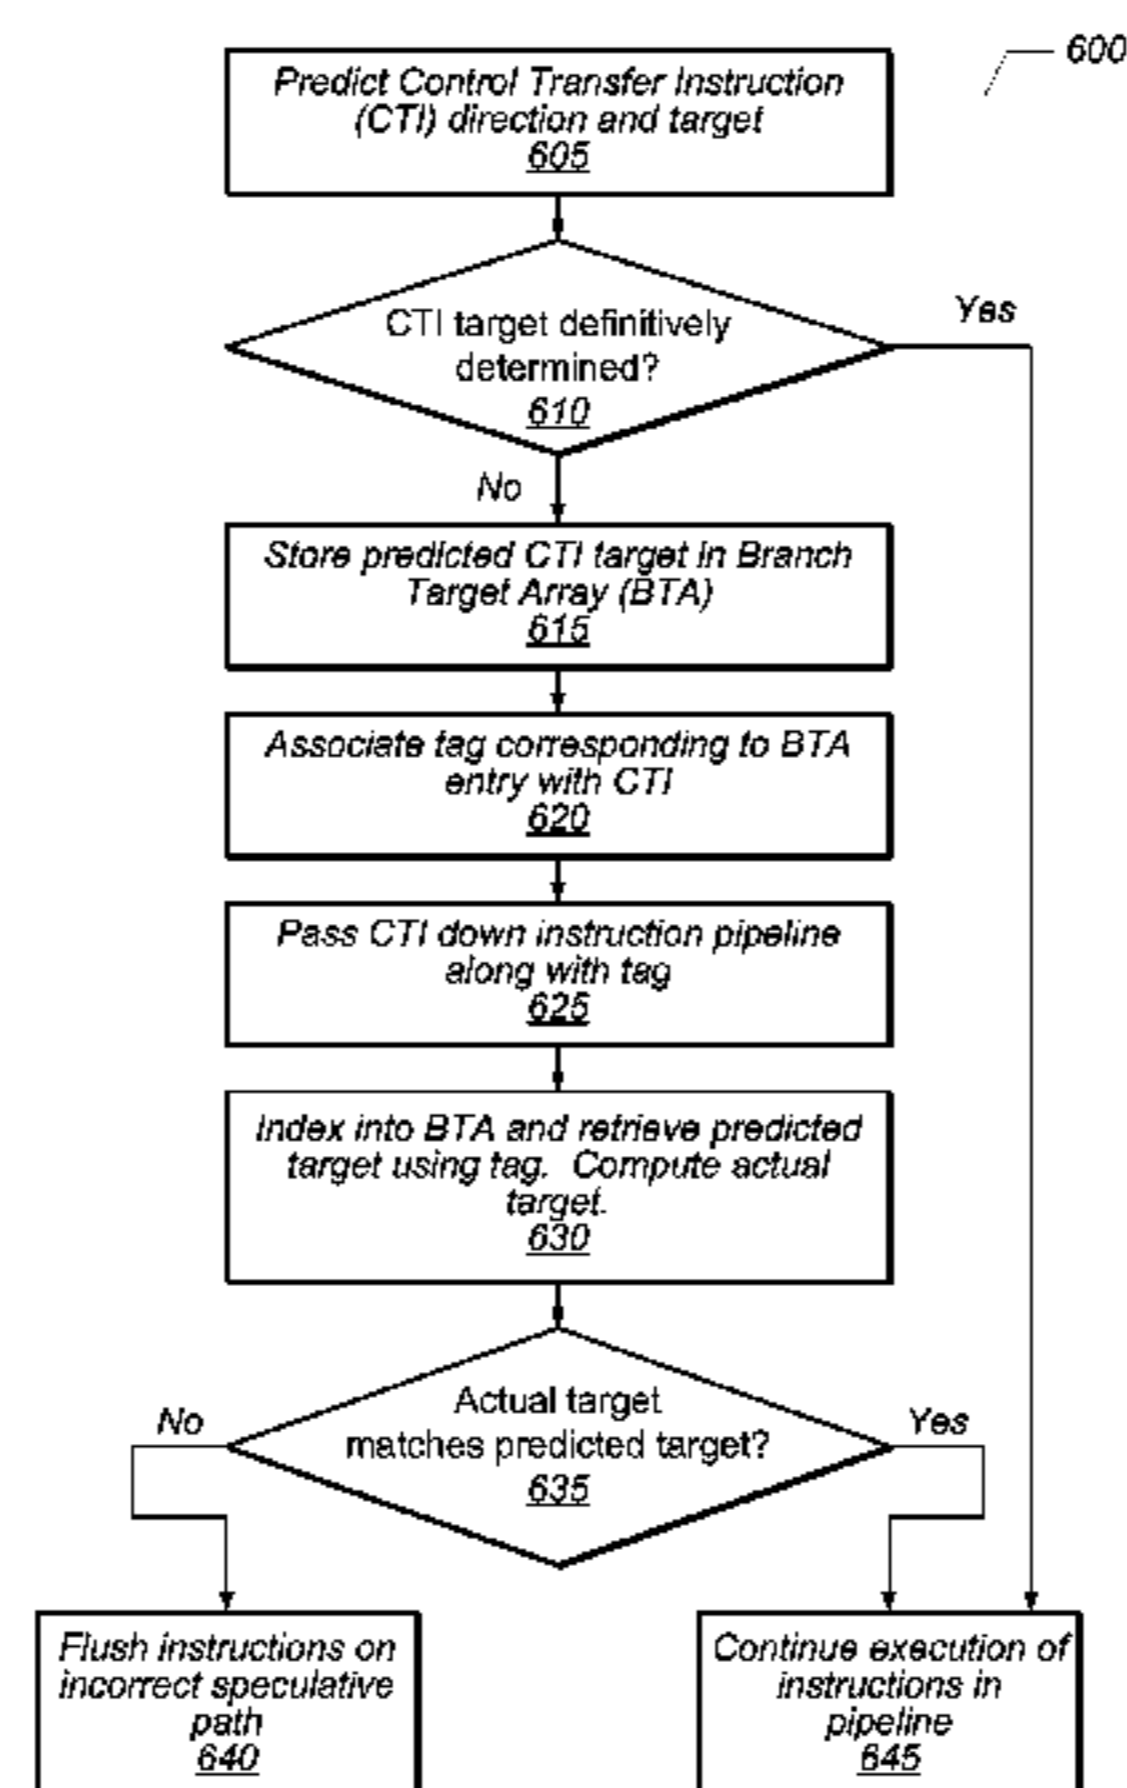 600
Predict Control Transfer Instruction
(CTI) direction and target
605
CTI target definitively
determined?
610
Yes
No
Store predicted CTI target in Branch
Target Array (BTA)
615
Associate tag corresponding to BTA
entry with CTI
620
Pass CTI down instruction pipeline
along with tag
625
Index into BTA and retrieve predicted
target using tag.  Compute actual
target.
630
Actual target
matches predicted target?
635
No
Yes
Flush instructions on
incorrect speculative
path
640
Continue execution of
instructions in
pipeline
645